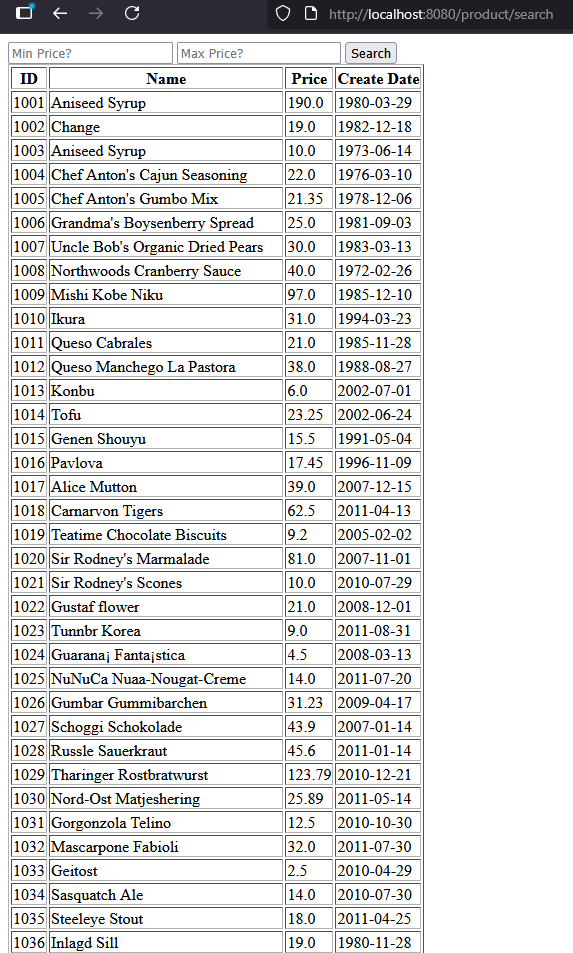 http://localhost:8080/product/search
Min Price? Max Price? Search
ID Name Price Create Date
1001 Aniseed Syrup 190.0 1980-03-29
1002 Change 19.0 1982-12-18
1003 Aniseed Syrup 10.0 1973-06-14
1004 Chef Anton's Cajun Seasoning 22.0 1976-03-10
1005 Chef Anton's Gumbo Mix 21.35 1978-12-06
1006 Grandma's Boysenberry Spread 25.0 1981-09-03
1007 Uncle Bob's Organic Dried Pears 30.0 1983-03-13
1008 Northwoods Cranberry Sauce 40.0 1972-02-26
1009 Mishi Kobe Niku 97.0 1985-12-10
1010 Ikura 31.0 1994-03-23
1011 Queso Cabrales 21.0 1985-11-28
1012 Queso Manchego La Pastora 38.0 1988-08-27
1013 Konbu 6.0 2002-07-01
1014 Tofu 23.25 2002-06-24
1015 Genen Shouyu 15.5 1991-05-04
1016 Pavlova 17.45 1996-11-09
1017 Alice Mutton 39.0 2007-12-15
1018 Carnarvon Tigers 62.5 2011-04-13
1019 Teatime Chocolate Biscuits 9.2 2005-02-02
1020 Sir Rodney's Marmalade 81.0 2007-11-01
1021 Sir Rodney's Scones 10.0 2010-07-29
1022 Gustaf flower 21.0 2008-12-01
1023 Tunnbr Korea 9.0 2011-08-31
1024 Guarana¡ Fanta¡stica 4.5 2008-03-13
1025 NuNuCa Nuaa-Nougat-Creme 14.0 2011-07-20
1026 Gumbar Gummibarchen 31.23 2009-04-17
1027 Schoggi Schokolade 43.9 2007-01-14
1028 Russle Sauerkraut 45.6 2011-01-14
1029 Tharinger Rostbratwurst 123.79 2010-12-21
1030 Nord-Ost Matjeshering 25.89 2011-05-14
1031 Gorgonzola Telino 12.5 2010-10-30
1032 Mascarpone Fabioli 32.0 2011-07-30
1033 Geitost 2.5 2010-04-29
1034 Sasquatch Ale 14.0 2010-07-30
1035 Steeleye Stout 18.0 2011-04-25
1036 Inlagd Sill 19.0 1980-11-28